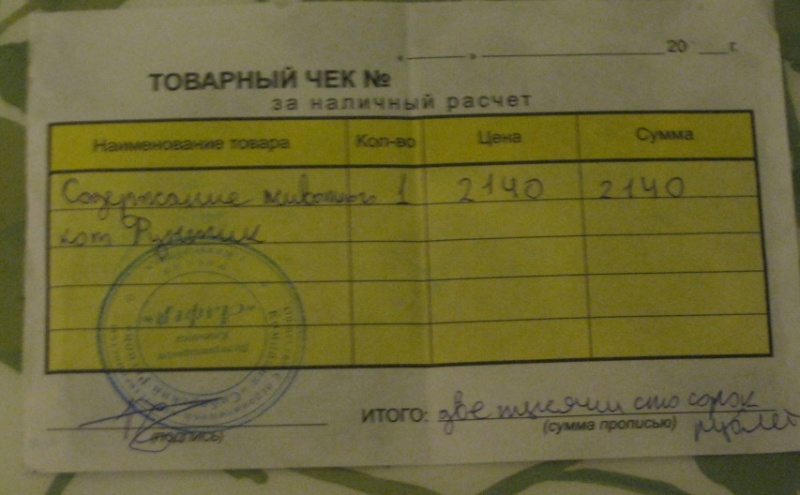 « » 20 г.
ТОВАРНЫЙ ЧЕК №
за наличный расчет
Наименование товара Кол-во Цена Сумма
Содержание животного 1 2140 2140
кот
ИТОГО: две тысячи сто сорок
рублей
(подпись) (сумма прописью)